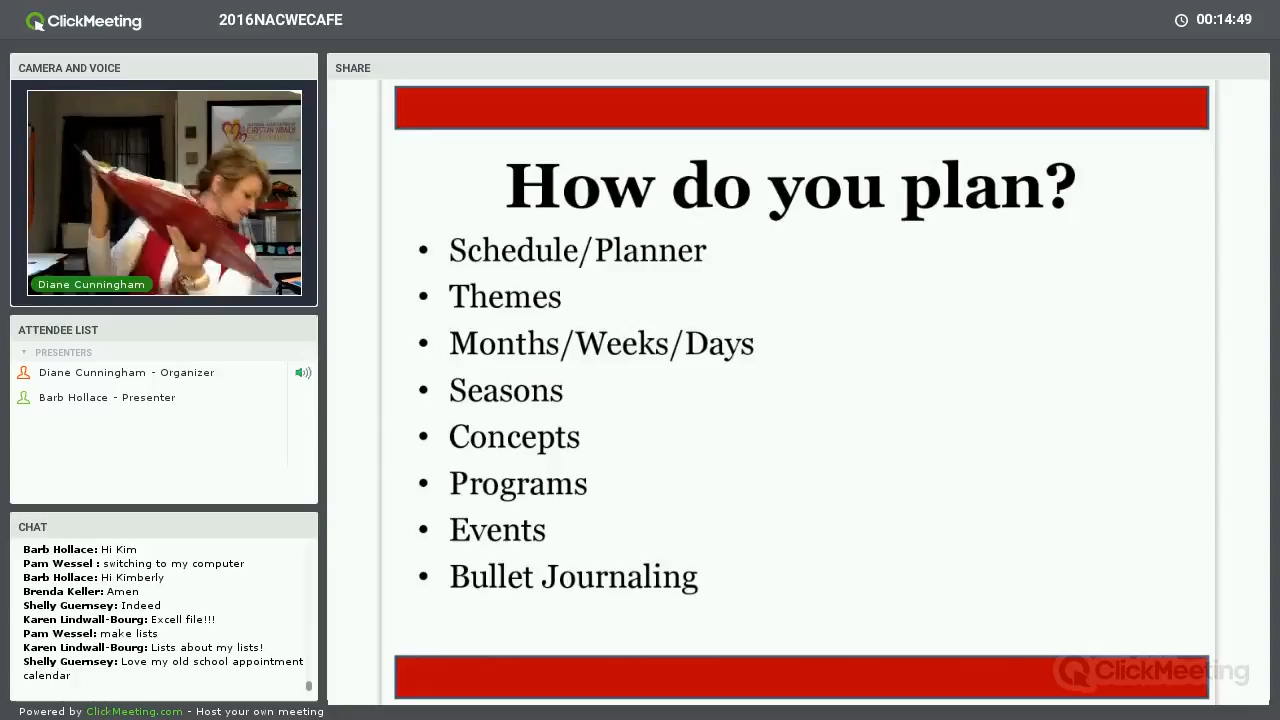 ClickMeeting
2016NACWECAFE
00:14:49
CAMERA AND VOICE
Diane Cunningham
ATTENDEE LIST
PRESENTERS
Diane Cunningham - Organizer
Barb Hollace - Presenter
CHAT
Barb Hollace: Hi Kim
Pam Wessel : switching to my computer
Barb Hollace: Hi Kimberly
Brenda Keller: Amen
Shelly Guernsey: Indeed
Karen Lindwall-Bourg: Excell file!!!
Pam Wessel: make lists
Karen Lindwall-Bourg: Lists about my lists!
Shelly Guernsey: Love my old school appointment
calendar
Powered by ClickMeeting.com - Host your own meeting
SHARE
How do you plan?
• Schedule/Planner
• Themes
• Months/Weeks/Days
• Seasons
• Concepts
• Programs
• Events
• Bullet Journaling
ClickMeeting